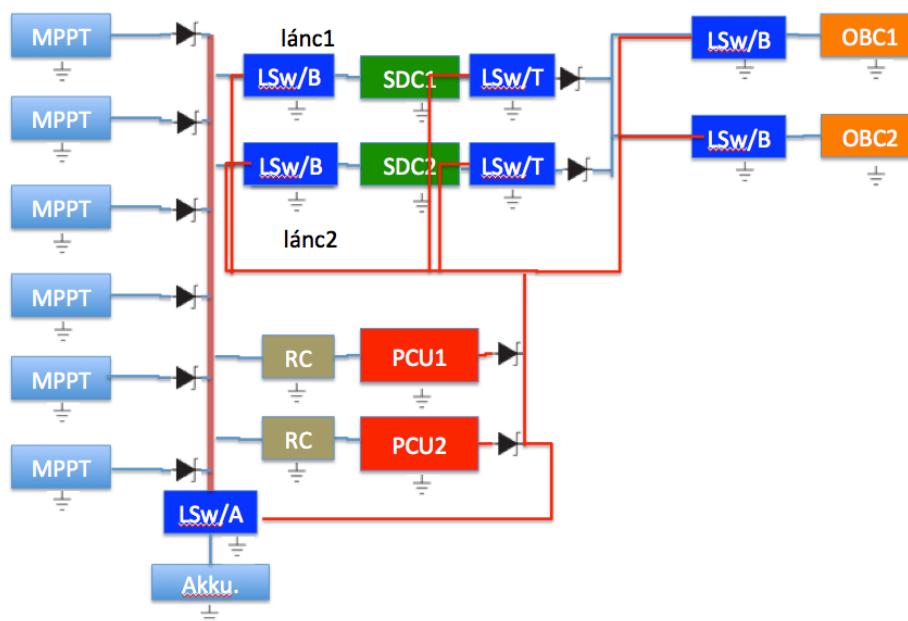 MPPT
lánc1
LSw/B
SDC1
LSw/T
LSw/B
OBC1
MPPT
LSw/B
SDC2
LSw/T
LSw/B
OBC2
MPPT
lánc2
MPPT
RC
PCU1
MPPT
RC
PCU2
MPPT
LSw/A
Akku.